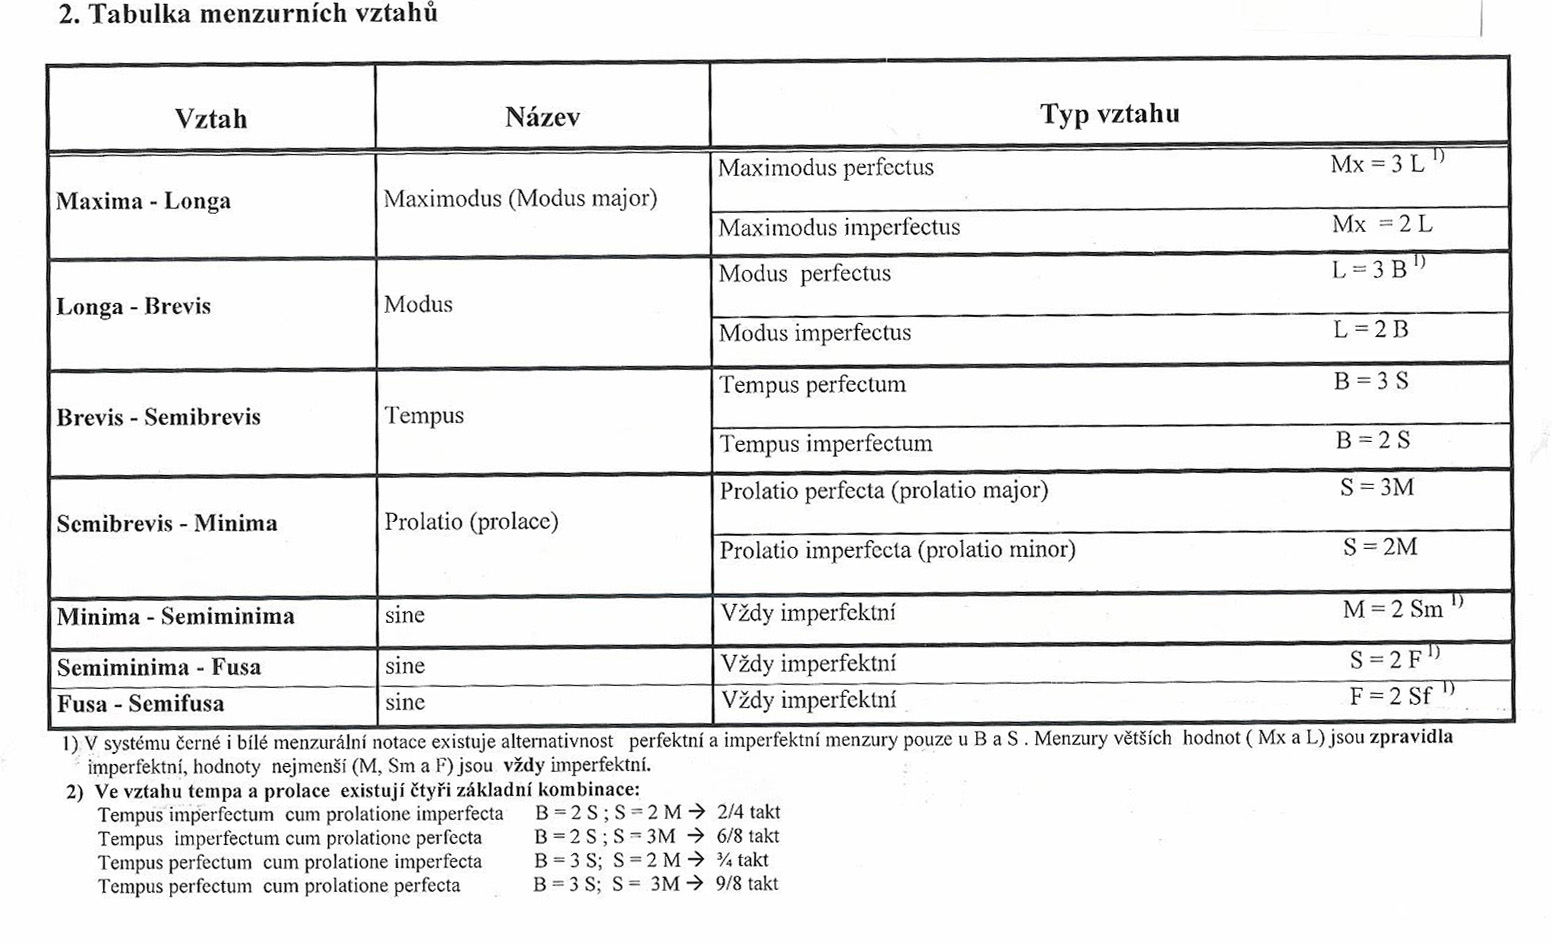 2. Tabulka menzurních vztahů
Vztah Název Typ vztahu
Maxima - Longa Maximodus (Modus major) Maximodus perfectus Mx = 3 L 1)
Maximodus imperfectus Mx = 2 L
Longa - Brevis Modus Modus perfectus L = 3 B 1)
Modus imperfectus L = 2 B
Brevis - Semibrevis Tempus Tempus perfectum B = 3 S
Tempus imperfectum B = 2 S
Semibrevis - Minima Prolatio (prolace) Prolatio perfecta (prolatio major) S = 3M
Prolatio imperfecta (prolatio minor) S = 2M
Minima - Semiminima sine Vždy imperfektní M = 2 Sm 1)
Semiminima - Fusa sine Vždy imperfektní S = 2 F 1)
Fusa - Semifusa sine Vždy imperfektní F = 2 Sf 1)
1) V systému černé i bílé menzurální notace existuje alternativnost perfektní a imperfektní menzury pouze u B a S . Menzury větších hodnot ( Mx a L) jsou zpravidla
imperfektní, hodnoty nejmenší (M, Sm a F) jsou vždy imperfektní.
2) Ve vztahu tempa a prolace existují čtyři základní kombinace:
Tempus imperfectum cum prolatione imperfecta B = 2 S ; S = 2 M → 2/4 takt
Tempus imperfectum cum prolatione perfecta B = 2 S ; S = 3M → 6/8 takt
Tempus perfectum cum prolatione imperfecta B = 3 S; S = 2 M → ¾ takt
Tempus perfectum cum prolatione perfecta B = 3 S; S = 3M → 9/8 takt